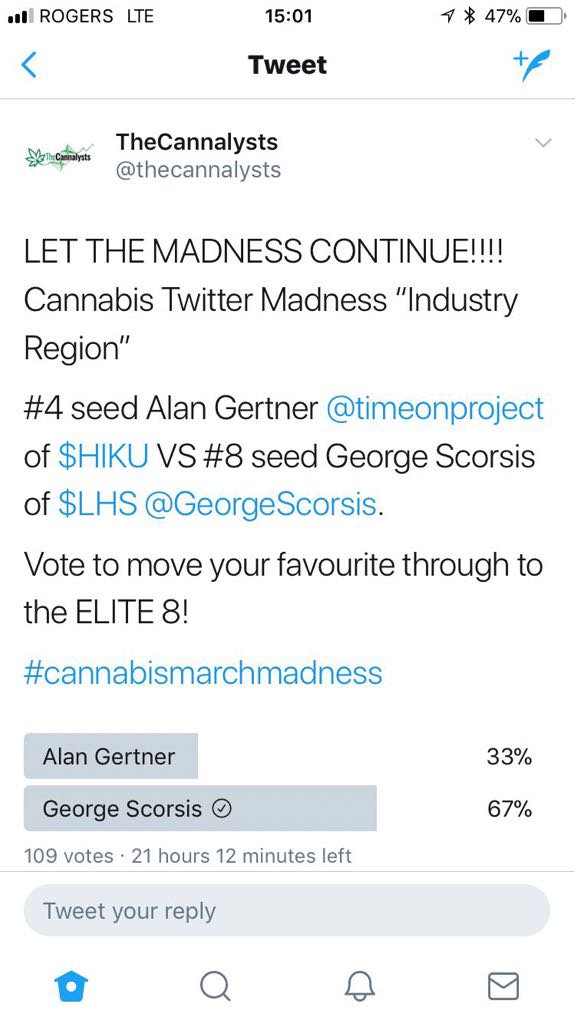 ROGERS LTE 15:01 47%
Tweet
TheCannalysts
TheCannalysts
@thecannalysts
LET THE MADNESS CONTINUE!!!!
Cannabis Twitter Madness “Industry
Region”
#4 seed Alan Gertner @timeonproject
of $HIKU VS #8 seed George Scorsis
of $LHS @GeorgeScorsis.
Vote to move your favourite through to
the ELITE 8!
#cannabismarchmadness
Alan Gertner 33%
George Scorsis 67%
109 votes · 21 hours 12 minutes left
Tweet your reply